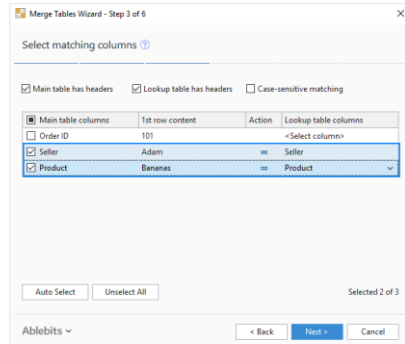 Merge Tables Wizard - Step 3 of 6
Select matching columns ?
Main table has headers Lookup table has headers Case-sensitive matching
Main table columns 1st row content Action Lookup table columns
Order ID 101 <Select column>
Seller Adam = Seller
Product Bananas = Product
Auto Select Unselect All Selected 2 of 3
Ablebits < Back Next > Cancel